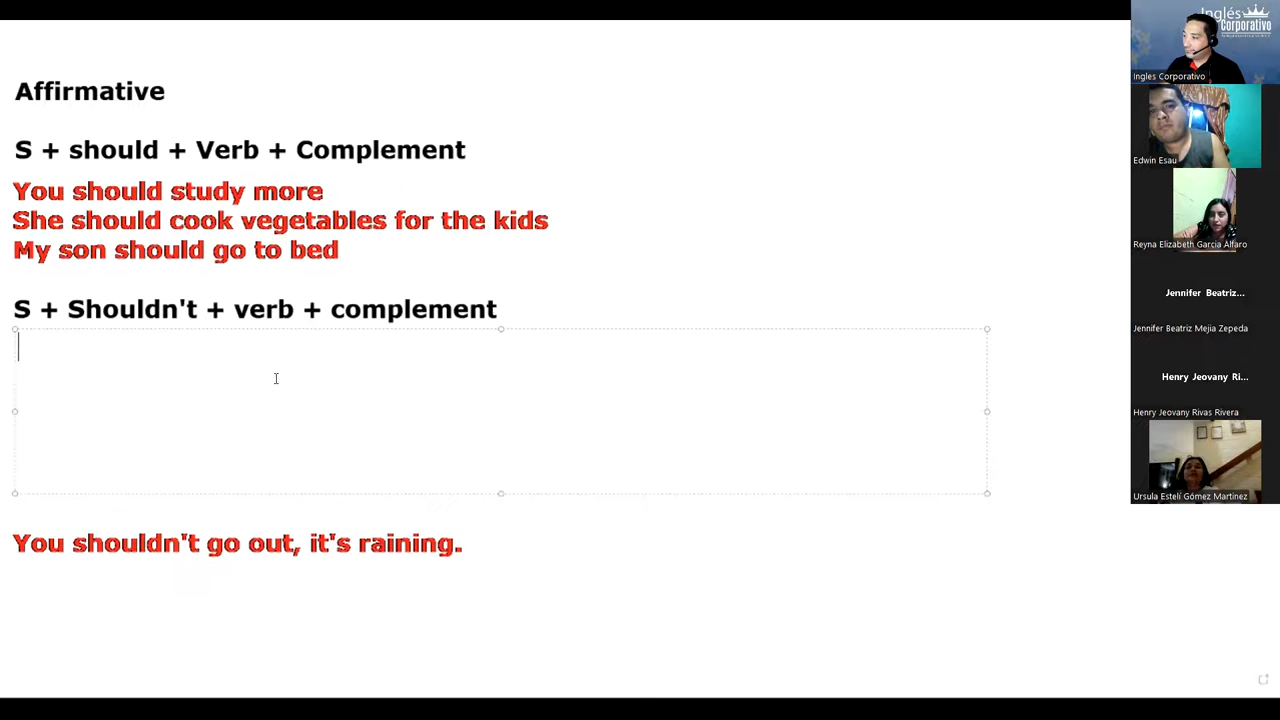 Affirmative
S + should + Verb + Complement
You should study more
She should cook vegetables for the kids
My son should go to bed
S + Shouldn't + verb + complement
You shouldn't go out, it's raining.
Inglés
Corporativo
Ingles Corporativo
Edwin Esau
Reyna Elizabeth Garcia Alfaro
Jennifer Beatriz...
Jennifer Beatriz Mejia Zepeda
Henry Jeovany Ri...
Henry Jeovany Rivas Rivera
Ursula Estelí Gómez Martínez